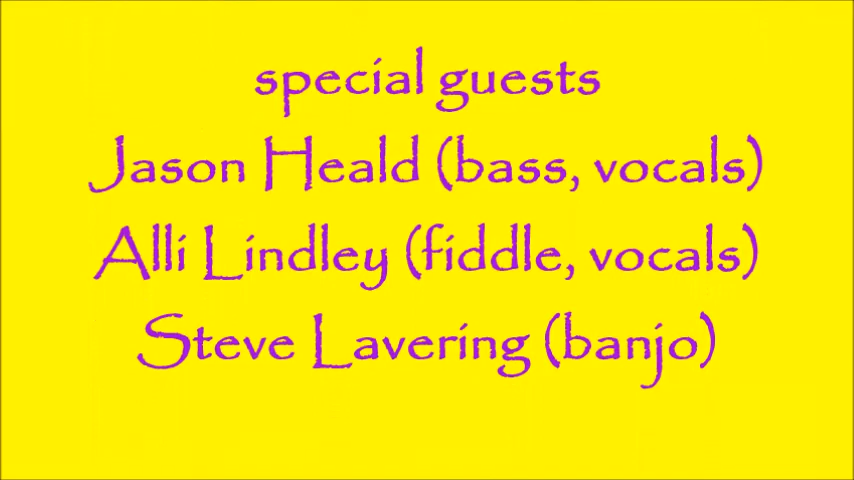 special guests
Jason Heald (bass, vocals)
Alli Lindley (fiddle, vocals)
Steve Lavering (banjo)